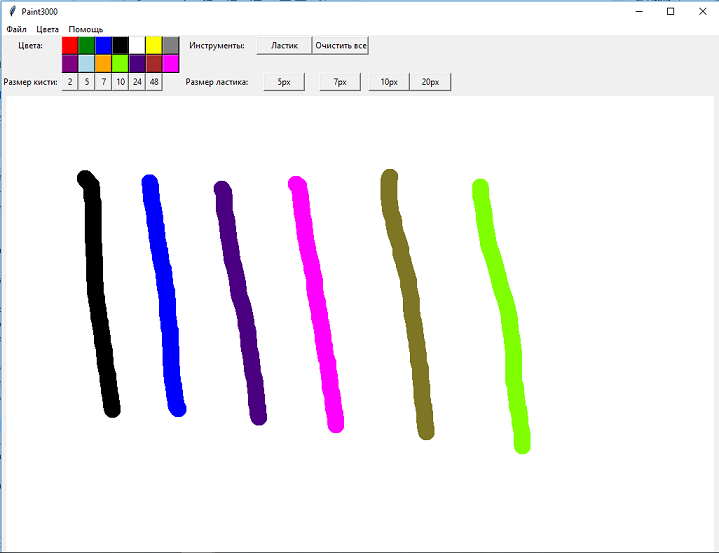 Paint3000
Файл Цвета Помощь
Цвета: Инструменты: Ластик Очистить все
Размер кисти: 2 5 7 10 24 48 Размер ластика: 5px 7px 10px 20px